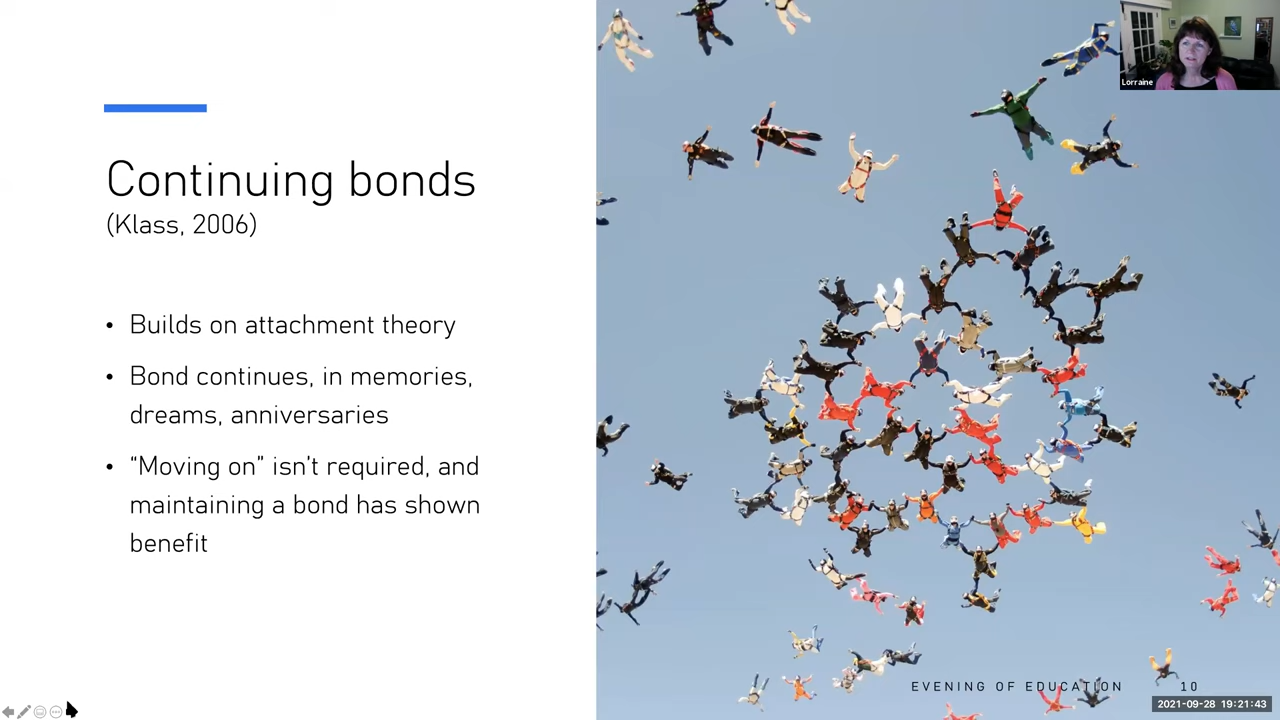 Lorraine
Continuing bonds
(Klass, 2006)
• Builds on attachment theory
• Bond continues, in memories,
dreams, anniversaries
• “Moving on” isn’t required, and
maintaining a bond has shown
benefit
EVENING OF EDUCATION 10
2021-09-28 19:21:43